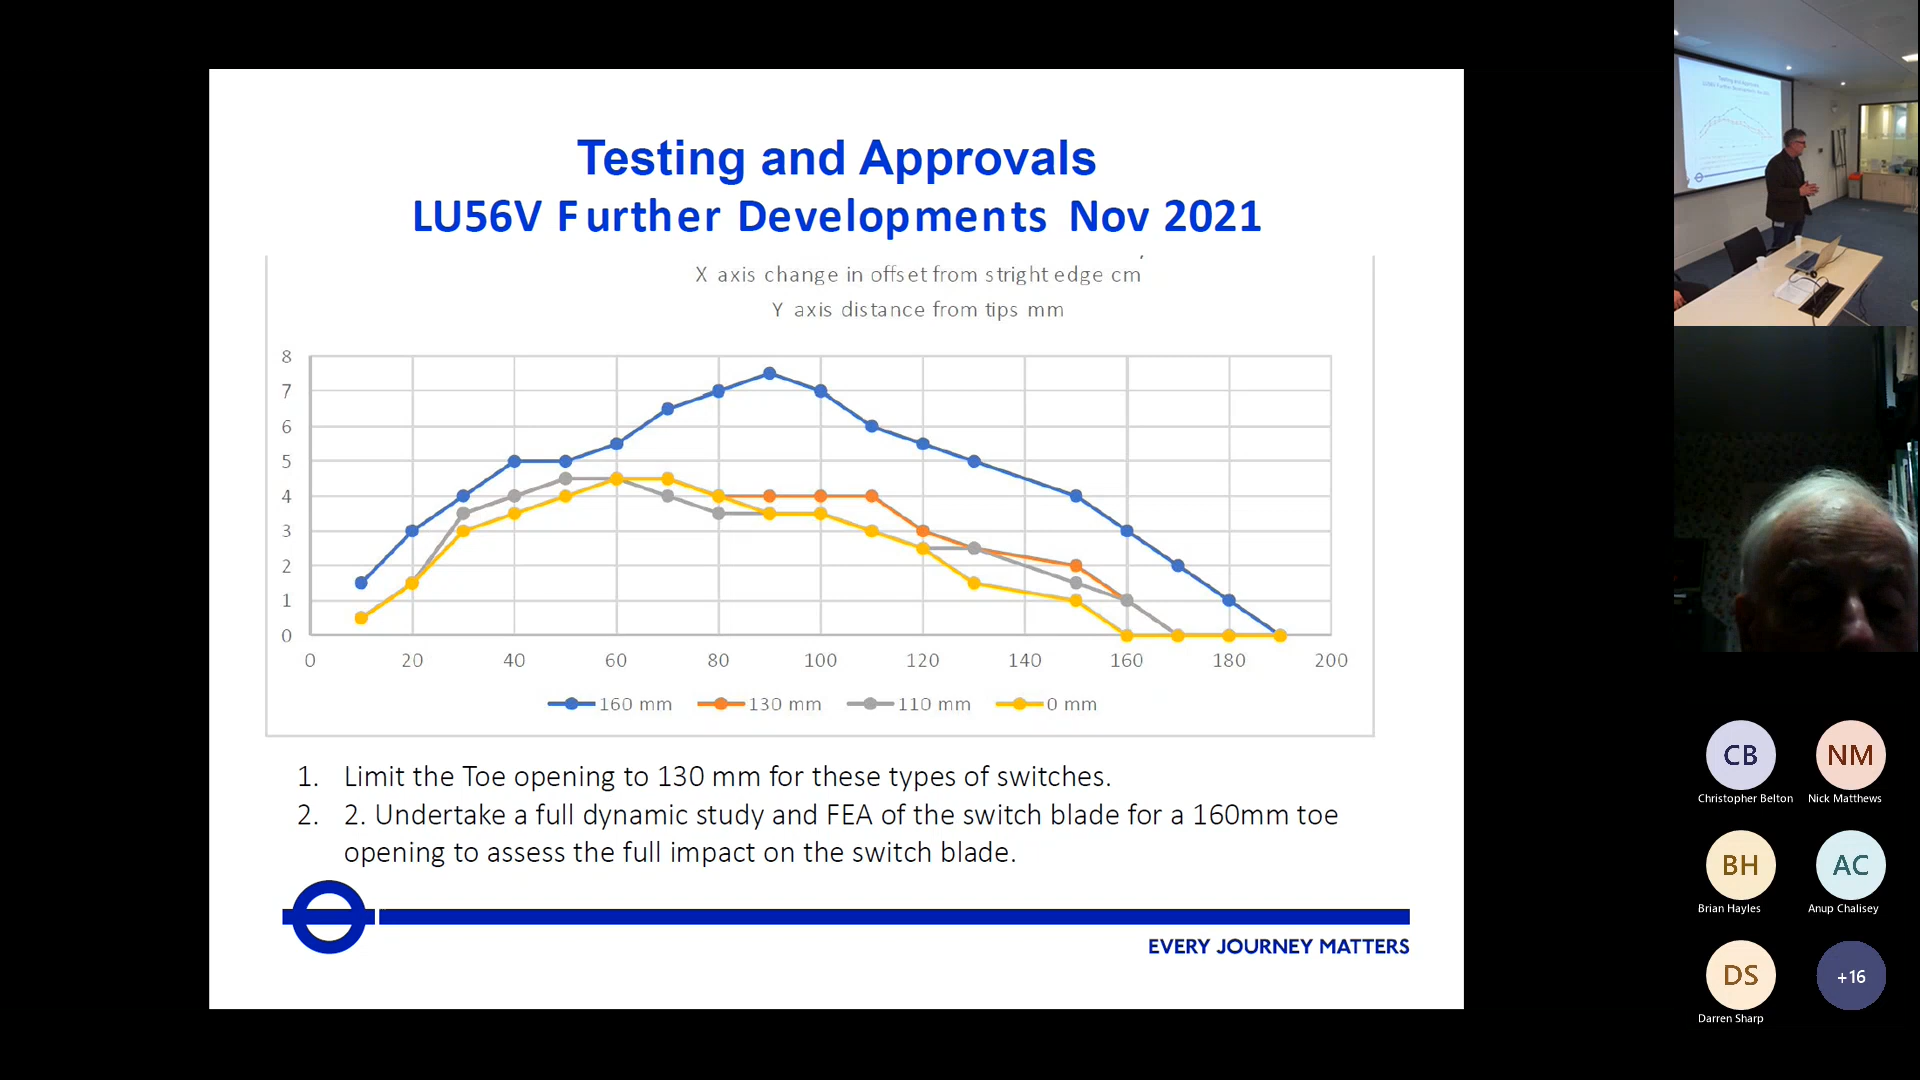 Testing and Approvals
LU56V Further Developments Nov 2021
X axis change in offset from stright edge cm
Y axis distance from tips mm
8
7
6
5
4
3
2
1
0
0 20 40 60 80 100 120 140 160 180 200
160 mm 130 mm 110 mm 0 mm
1. Limit the Toe opening to 130 mm for these types of switches.
2. 2. Undertake a full dynamic study and FEA of the switch blade for a 160mm toe
opening to assess the full impact on the switch blade.
EVERY JOURNEY MATTERS
CB NM
Christopher Belton Nick Matthews
BH AC
Brian Hayles Anup Chalisey
DS +16
Darren Sharp